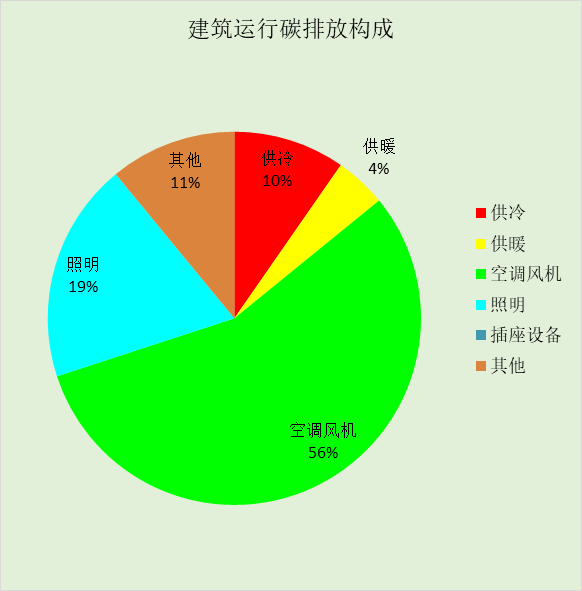 建筑运行碳排放构成
供暖
4%
其他
11%
供冷
10%
照明
19%
空调风机
56%
供冷
供暖
空调风机
照明
插座设备
其他